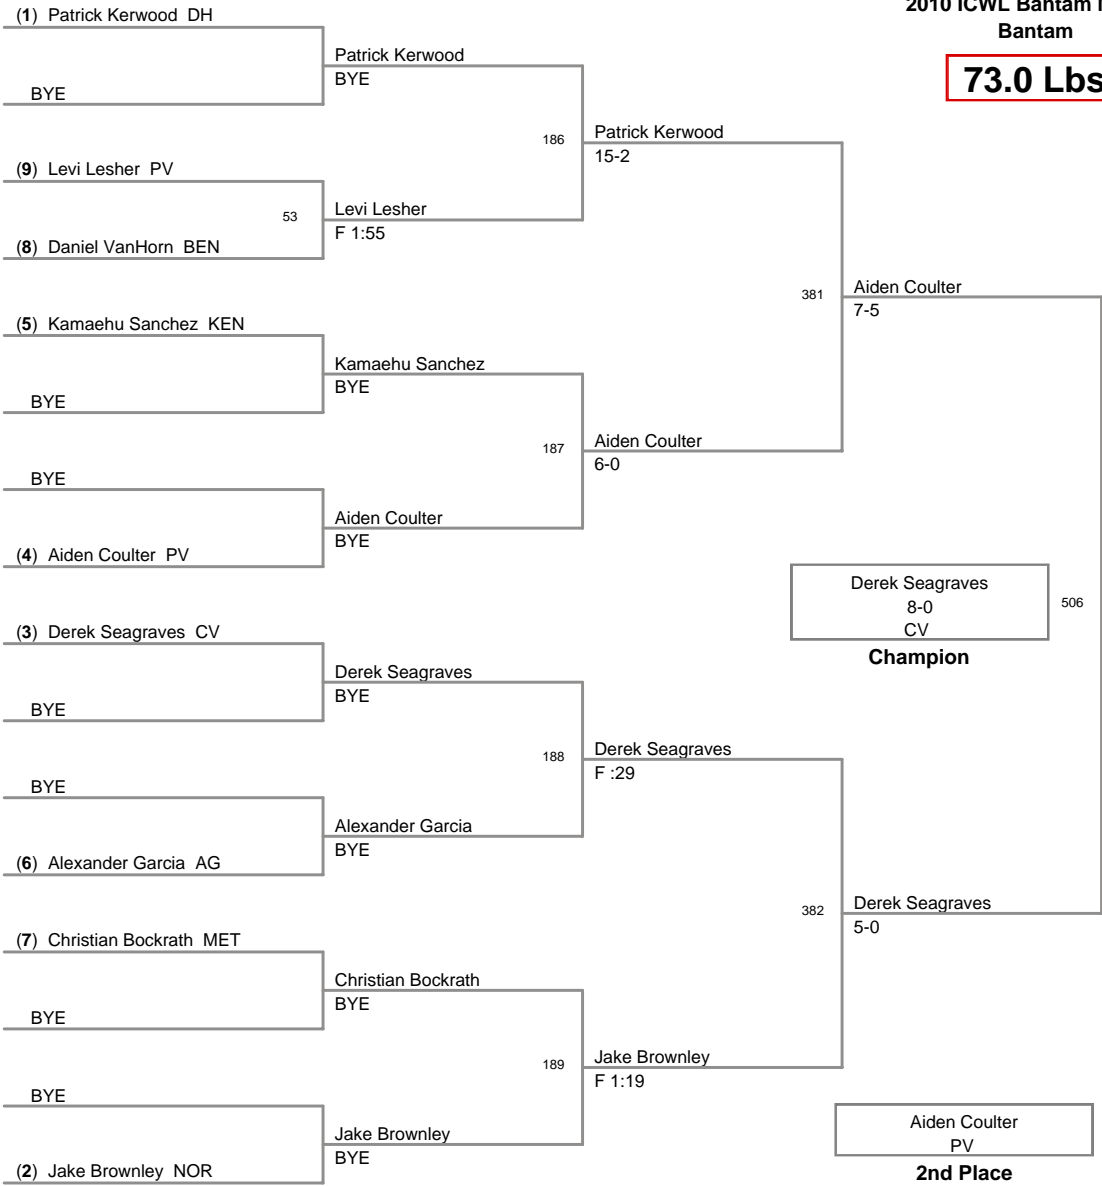 2010 ICWL Bantam
Bantam
73.0 Lbs
(1) Patrick Kerwood DH
Patrick Kerwood
BYE
BYE
186
Patrick Kerwood
15-2
(9) Levi Lesher PV
53
Levi Lesher
F 1:55
(8) Daniel VanHorn BEN
381
Aiden Coulter
7-5
(5) Kamaehu Sanchez KEN
Kamaehu Sanchez
BYE
BYE
187
Aiden Coulter
6-0
BYE
Aiden Coulter
BYE
(4) Aiden Coulter PV
Derek Seagraves
8-0
CV
506
Champion
(3) Derek Seagraves CV
Derek Seagraves
BYE
BYE
188
Derek Seagraves
F :29
BYE
Alexander Garcia
BYE
(6) Alexander Garcia AG
382
Derek Seagraves
5-0
(7) Christian Bockrath MET
Christian Bockrath
BYE
BYE
189
Jake Brownley
F 1:19
BYE
Jake Brownley
BYE
(2) Jake Brownley NOR
Aiden Coulter
PV
2nd Place